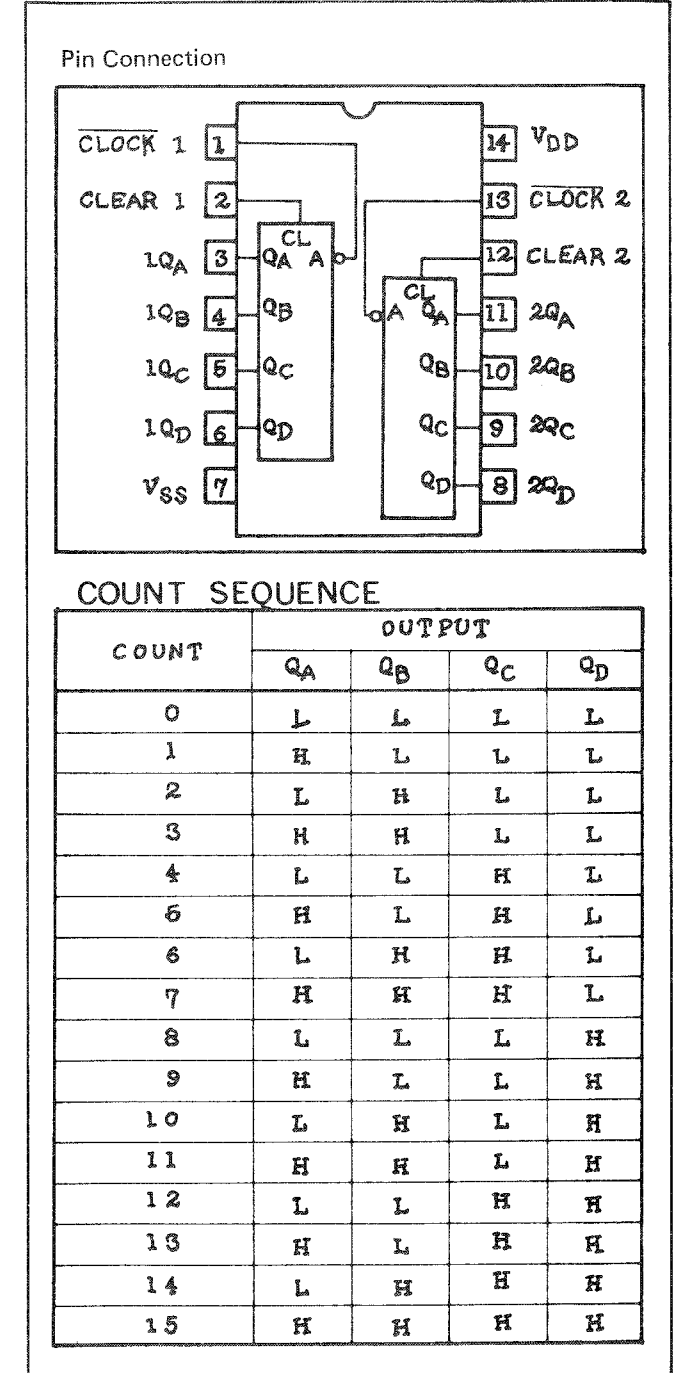 Pin Connection
CLOCK 1 1 14 VDD
CLEAR 1 2 13 CLOCK 2
1QA 3 CL QA A 12 CLEAR 2
1QB 4 QB CL A QA 11 2QA
1QC 5 QC QB 10 2QB
1QD 6 QD QC 9 2QC
VSS 7 QD 8 2QD
COUNT SEQUENCE
COUNT OUTPUT
QA QB QC QD
0 L L L L
1 H L L L
2 L H L L
3 H H L L
4 L L H L
5 H L H L
6 L H H L
7 H H H L
8 L L L H
9 H L L H
10 L H L H
11 H H L H
12 L L H H
13 H L H H
14 L H H H
15 H H H H